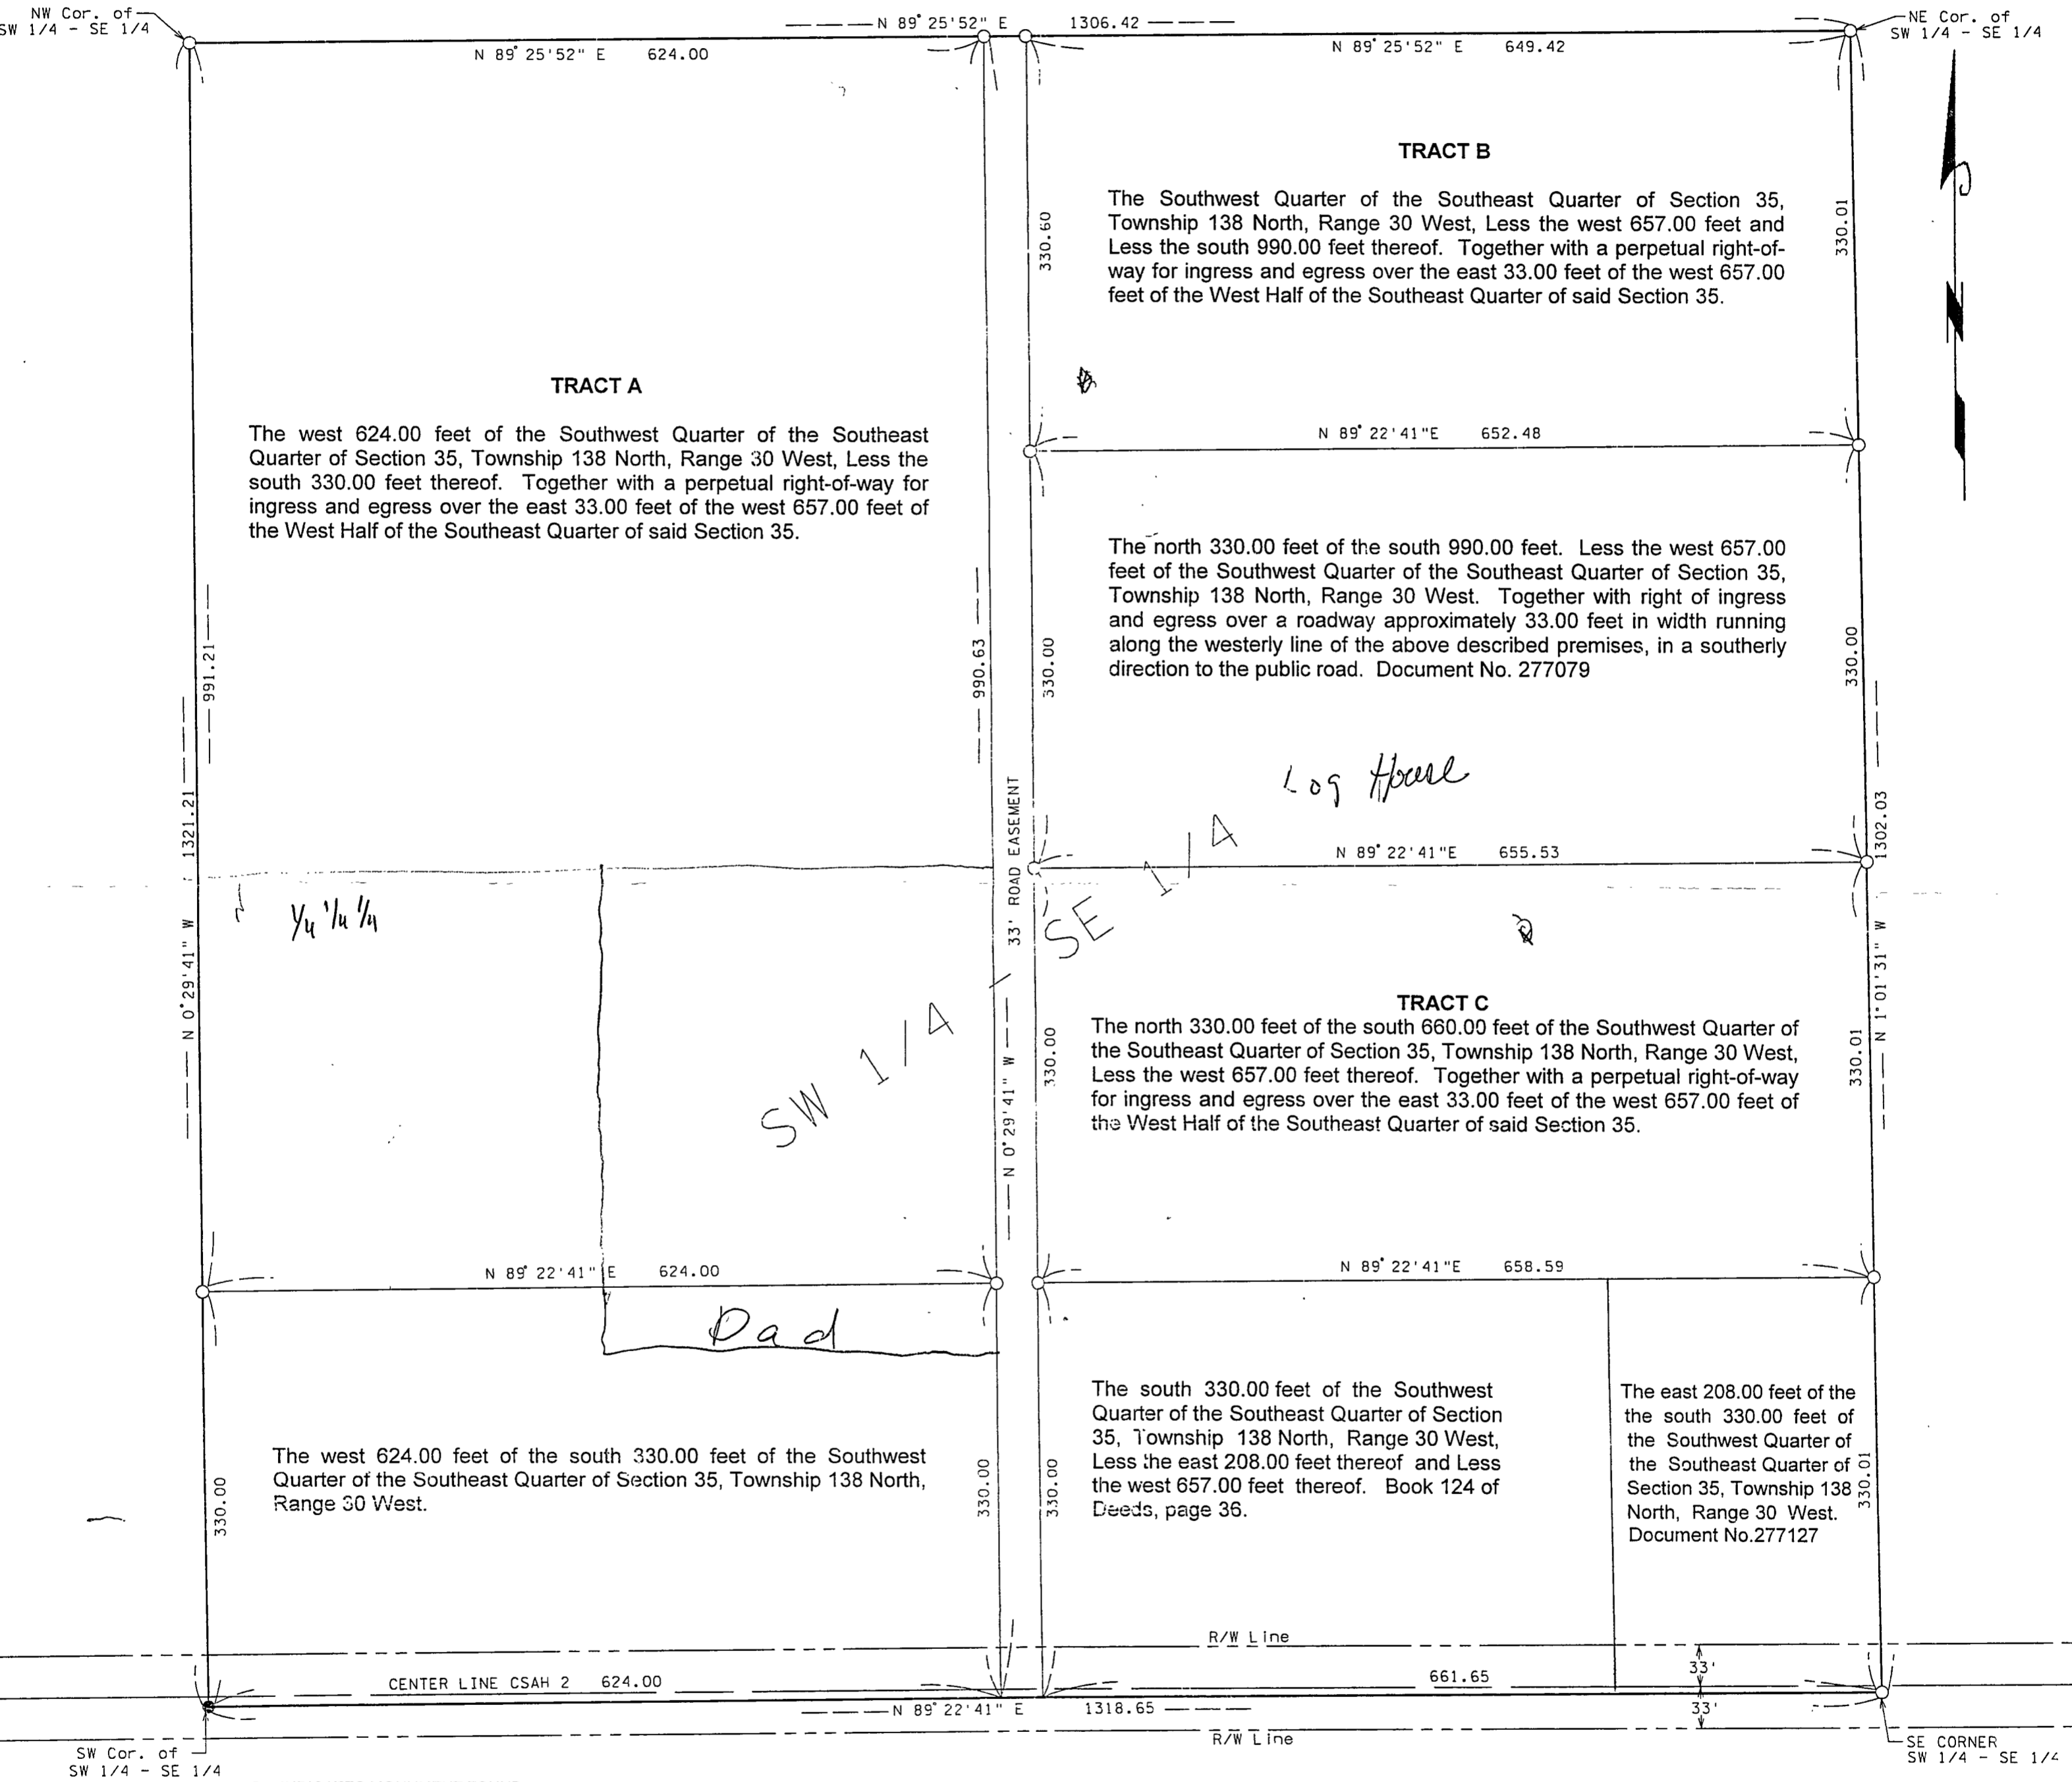 NW Cor. of
SW 1/4 - SE 1/4
N 89° 25'52" E 1306.42
NE Cor. of
SW 1/4 - SE 1/4
N 89° 25'52" E 624.00
N 89° 25'52" E 649.42
TRACT B
The Southwest Quarter of the Southeast Quarter of Section 35,
Township 138 North, Range 30 West, Less the west 657.00 feet and
Less the south 990.00 feet thereof. Together with a perpetual right-of-
way for ingress and egress over the east 33.00 feet of the west 657.00
feet of the West Half of the Southeast Quarter of said Section 35.
330.60
330.01
N
TRACT A
The west 624.00 feet of the Southwest Quarter of the Southeast
Quarter of Section 35, Township 138 North, Range 30 West, Less the
south 330.00 feet thereof. Together with a perpetual right-of-way for
ingress and egress over the east 33.00 feet of the west 657.00 feet of
the West Half of the Southeast Quarter of said Section 35.
N 89° 22'41"E 652.48
The north 330.00 feet of the south 990.00 feet. Less the west 657.00
feet of the Southwest Quarter of the Southeast Quarter of Section 35,
Township 138 North, Range 30 West. Together with right of ingress
and egress over a roadway approximately 33.00 feet in width running
along the westerly line of the above described premises, in a southerly
direction to the public road. Document No. 277079
991.21
990.63
330.00
330.00
Log House
N 0° 29'41" W 1321.21
33' ROAD EASEMENT
N 89° 22'41"E 655.53
N 1° 01'31" W 1302.03
1/4 1/4 1/4
SW 1/4 - SE 1/4
N 0° 29'41" W
330.00
330.01
TRACT C
The north 330.00 feet of the south 660.00 feet of the Southwest Quarter of
the Southeast Quarter of Section 35, Township 138 North, Range 30 West,
Less the west 657.00 feet thereof. Together with a perpetual right-of-way
for ingress and egress over the east 33.00 feet of the west 657.00 feet of
the West Half of the Southeast Quarter of said Section 35.
N 89° 22'41" E 624.00
N 89° 22'41"E 658.59
Dad
The west 624.00 feet of the south 330.00 feet of the Southwest
Quarter of the Southeast Quarter of Section 35, Township 138 North,
Range 30 West.
330.00
330.00
330.00
The south 330.00 feet of the Southwest
Quarter of the Southeast Quarter of Section
35, Township 138 North, Range 30 West,
Less the east 208.00 feet thereof and Less
the west 657.00 feet thereof. Book 124 of
Deeds, page 36.
The east 208.00 feet of the
the south 330.00 feet of
the Southwest Quarter of
the Southeast Quarter of
Section 35, Township 138
North, Range 30 West.
Document No.277127
330.01
R/W Line
CENTER LINE CSAH 2 624.00
661.65
33'
N 89° 22'41" E 1318.65
33'
R/W Line
SW Cor. of
SW 1/4 - SE 1/4
SE CORNER
SW 1/4 - SE 1/4